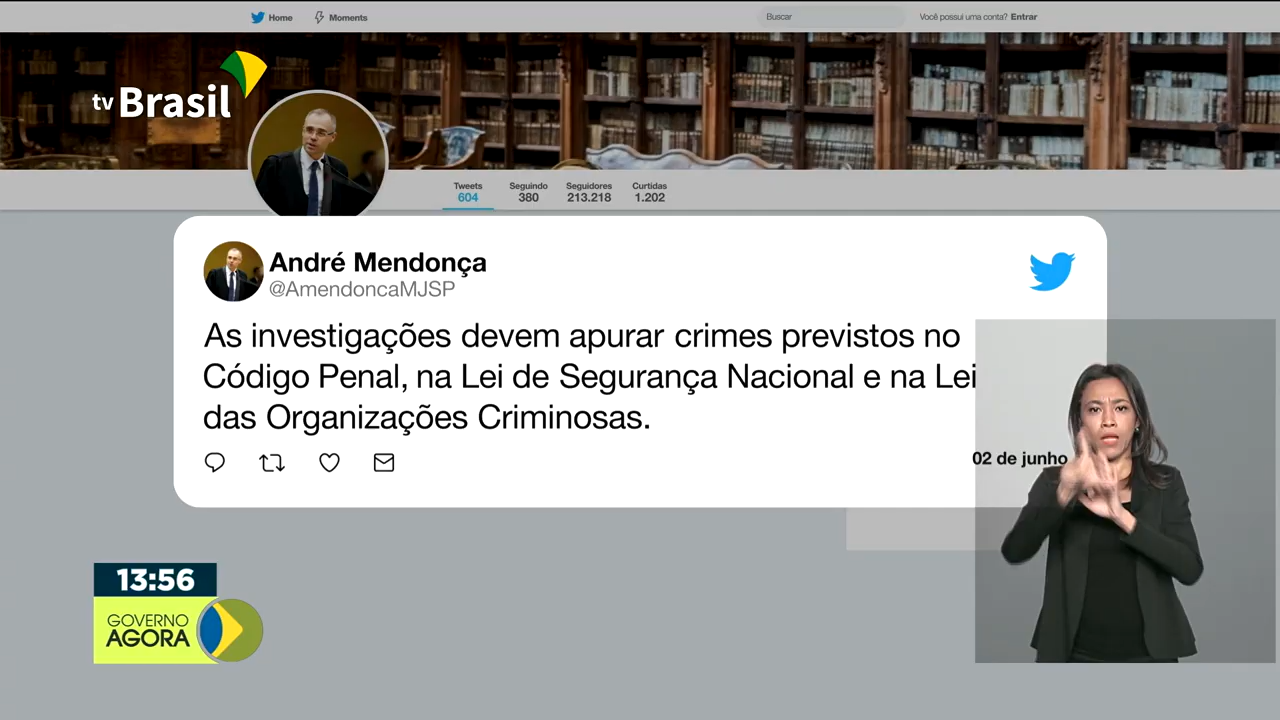 Home
Moments
Buscar
Você possui uma conta? Entrar
tv Brasil
Tweets
604
Seguindo
380
Seguidores
213.218
Curtidas
1.202
André Mendonça
@AmendoncaMJSP
As investigações devem apurar crimes previstos no
Código Penal, na Lei de Segurança Nacional e na Lei
das Organizações Criminosas.
02 de junho
13:56
GOVERNO
AGORA